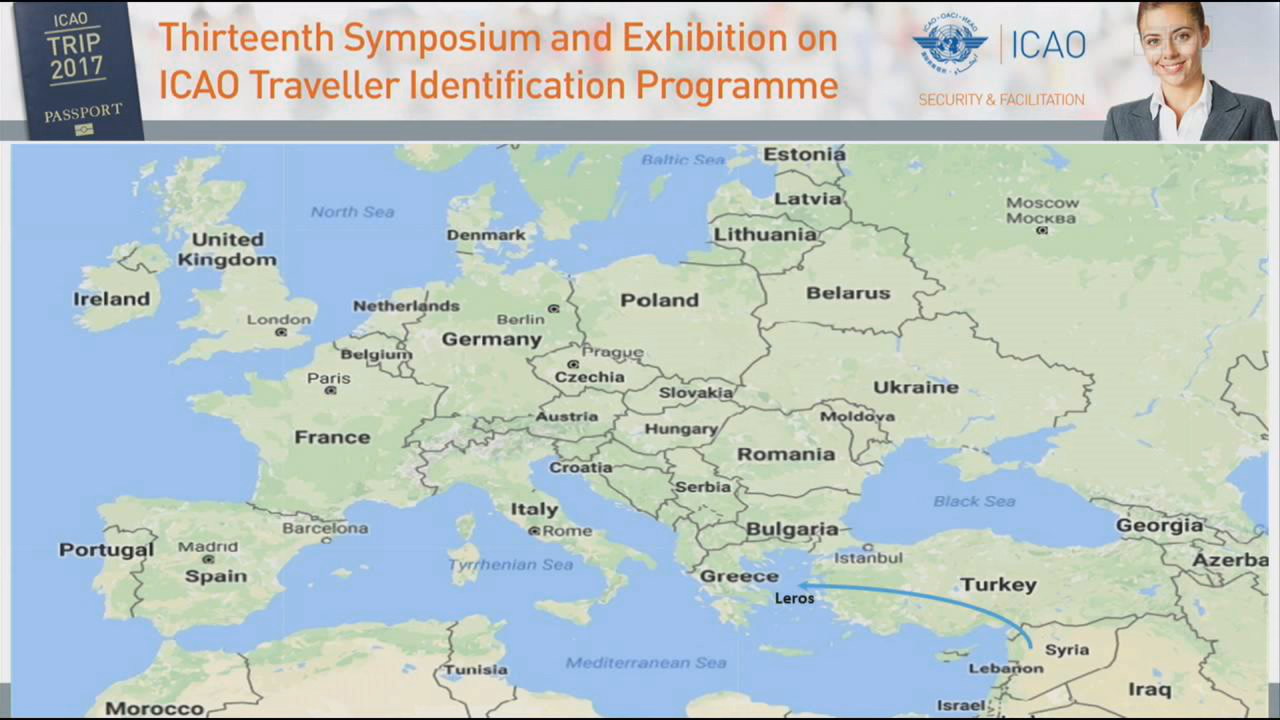 ICAO
TRIP
2017
PASSPORT
Thirteenth Symposium and Exhibition on
ICAO Traveller Identification Programme
ICAO
SECURITY & FACILITATION
Baltic Sea
Estonia
Latvia
Lithuania
Moscow
Москва
North Sea
Denmark
United
Kingdom
Ireland
London
Netherlands
Berlin
Germany
Poland
Belarus
Belgium
Paris
Prague
Czechia
Slovakia
Ukraine
France
Austria
Hungary
Moldova
Romania
Croatia
Serbia
Black Sea
Georgia
Azerba
Italy
Rome
Bulgaria
Istanbul
Barcelona
Portugal
Madrid
Spain
Tyrrhenian Sea
Greece
Leros
Turkey
Syria
Lebanon
Iraq
Israel
Mediterranean Sea
Tunisia
Morocco